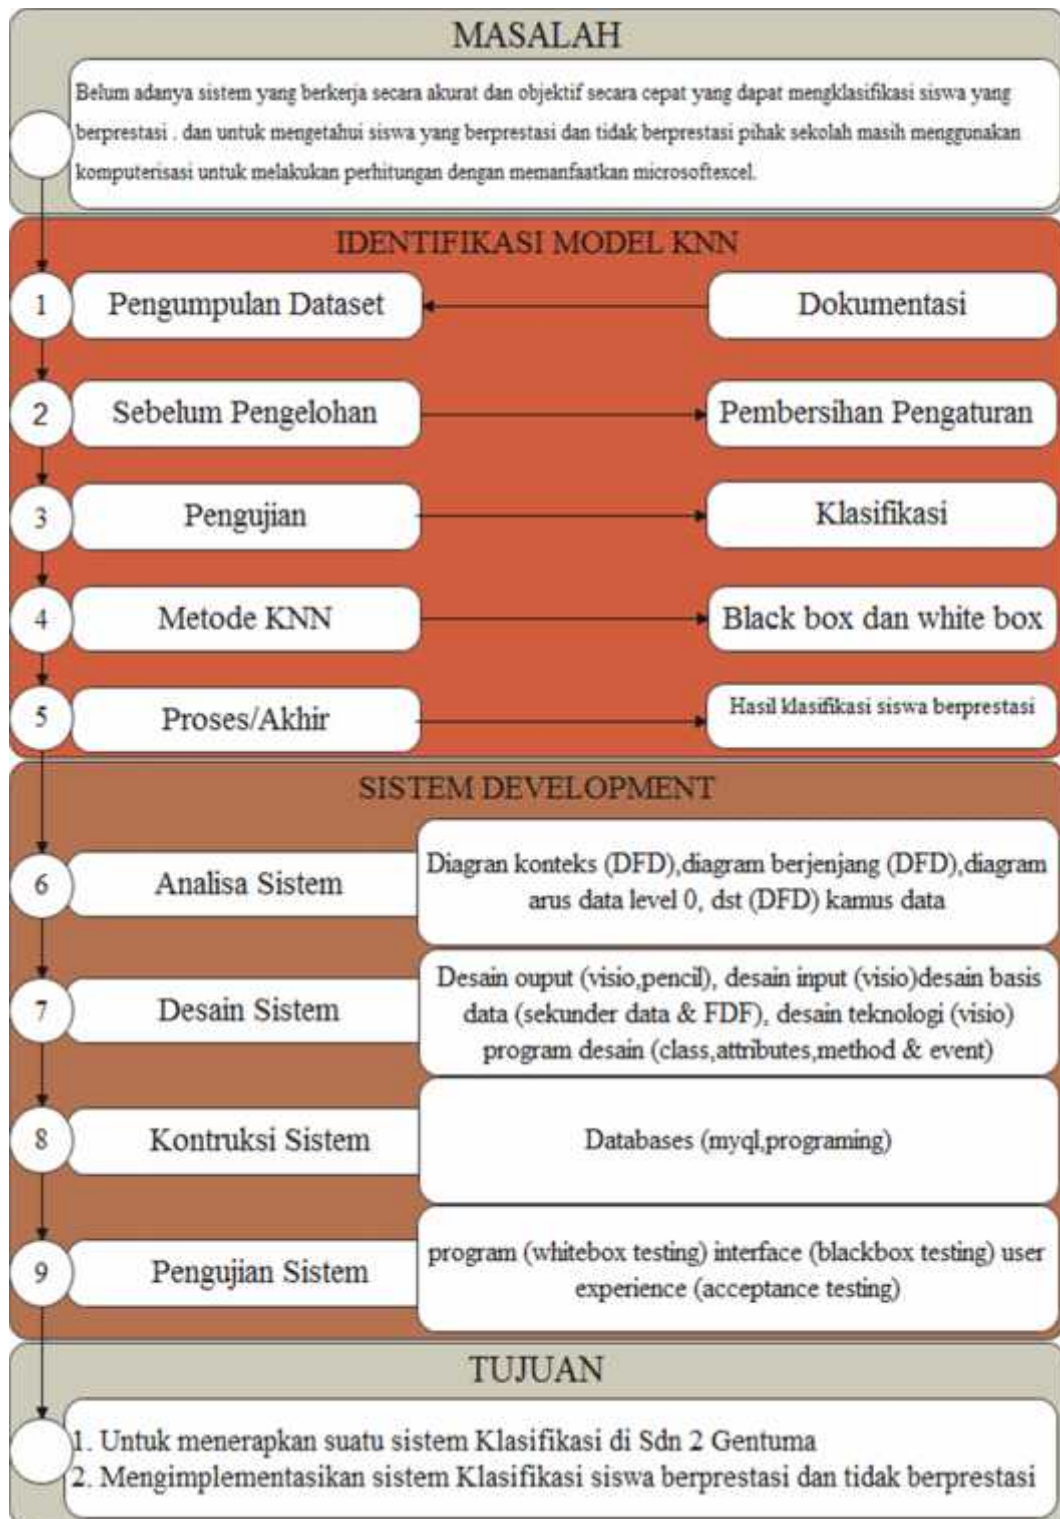 MASALAH
Belum adanya sistem yang berkerja secara akurat dan objektif secara cepat yang dapat mengklasifikasi siswa yang
berprestasi . dan untuk mengetahui siswa yang berprestasi dan tidak berprestasi pihak sekolah masih menggunakan
komputerisasi untuk melakukan perhitungan dengan memanfaatkan microsoftexcel.
IDENTIFIKASI MODEL KNN
1 Pengumpulan Dataset Dokumentasi
2 Sebelum Pengelohan Pembersihan Pengaturan
3 Pengujian Klasifikasi
4 Metode KNN Black box dan white box
5 Proses/Akhir Hasil klasifikasi siswa berprestasi
SISTEM DEVELOPMENT
6 Analisa Sistem
Diagran konteks (DFD),diagram berjenjang (DFD),diagram
arus data level 0, dst (DFD) kamus data
7 Desain Sistem
Desain ouput (visio,pencil), desain input (visio)desain basis
data (sekunder data & FDF), desain teknologi (visio)
program desain (class,attributes,method & event)
8 Kontruksi Sistem
Databases (myql,programing)
9 Pengujian Sistem
program (whitebox testing) interface (blackbox testing) user
experience (acceptance testing)
TUJUAN
1. Untuk menerapkan suatu sistem Klasifikasi di Sdn 2 Gentuma
2. Mengimplementasikan sistem Klasifikasi siswa berprestasi dan tidak berprestasi